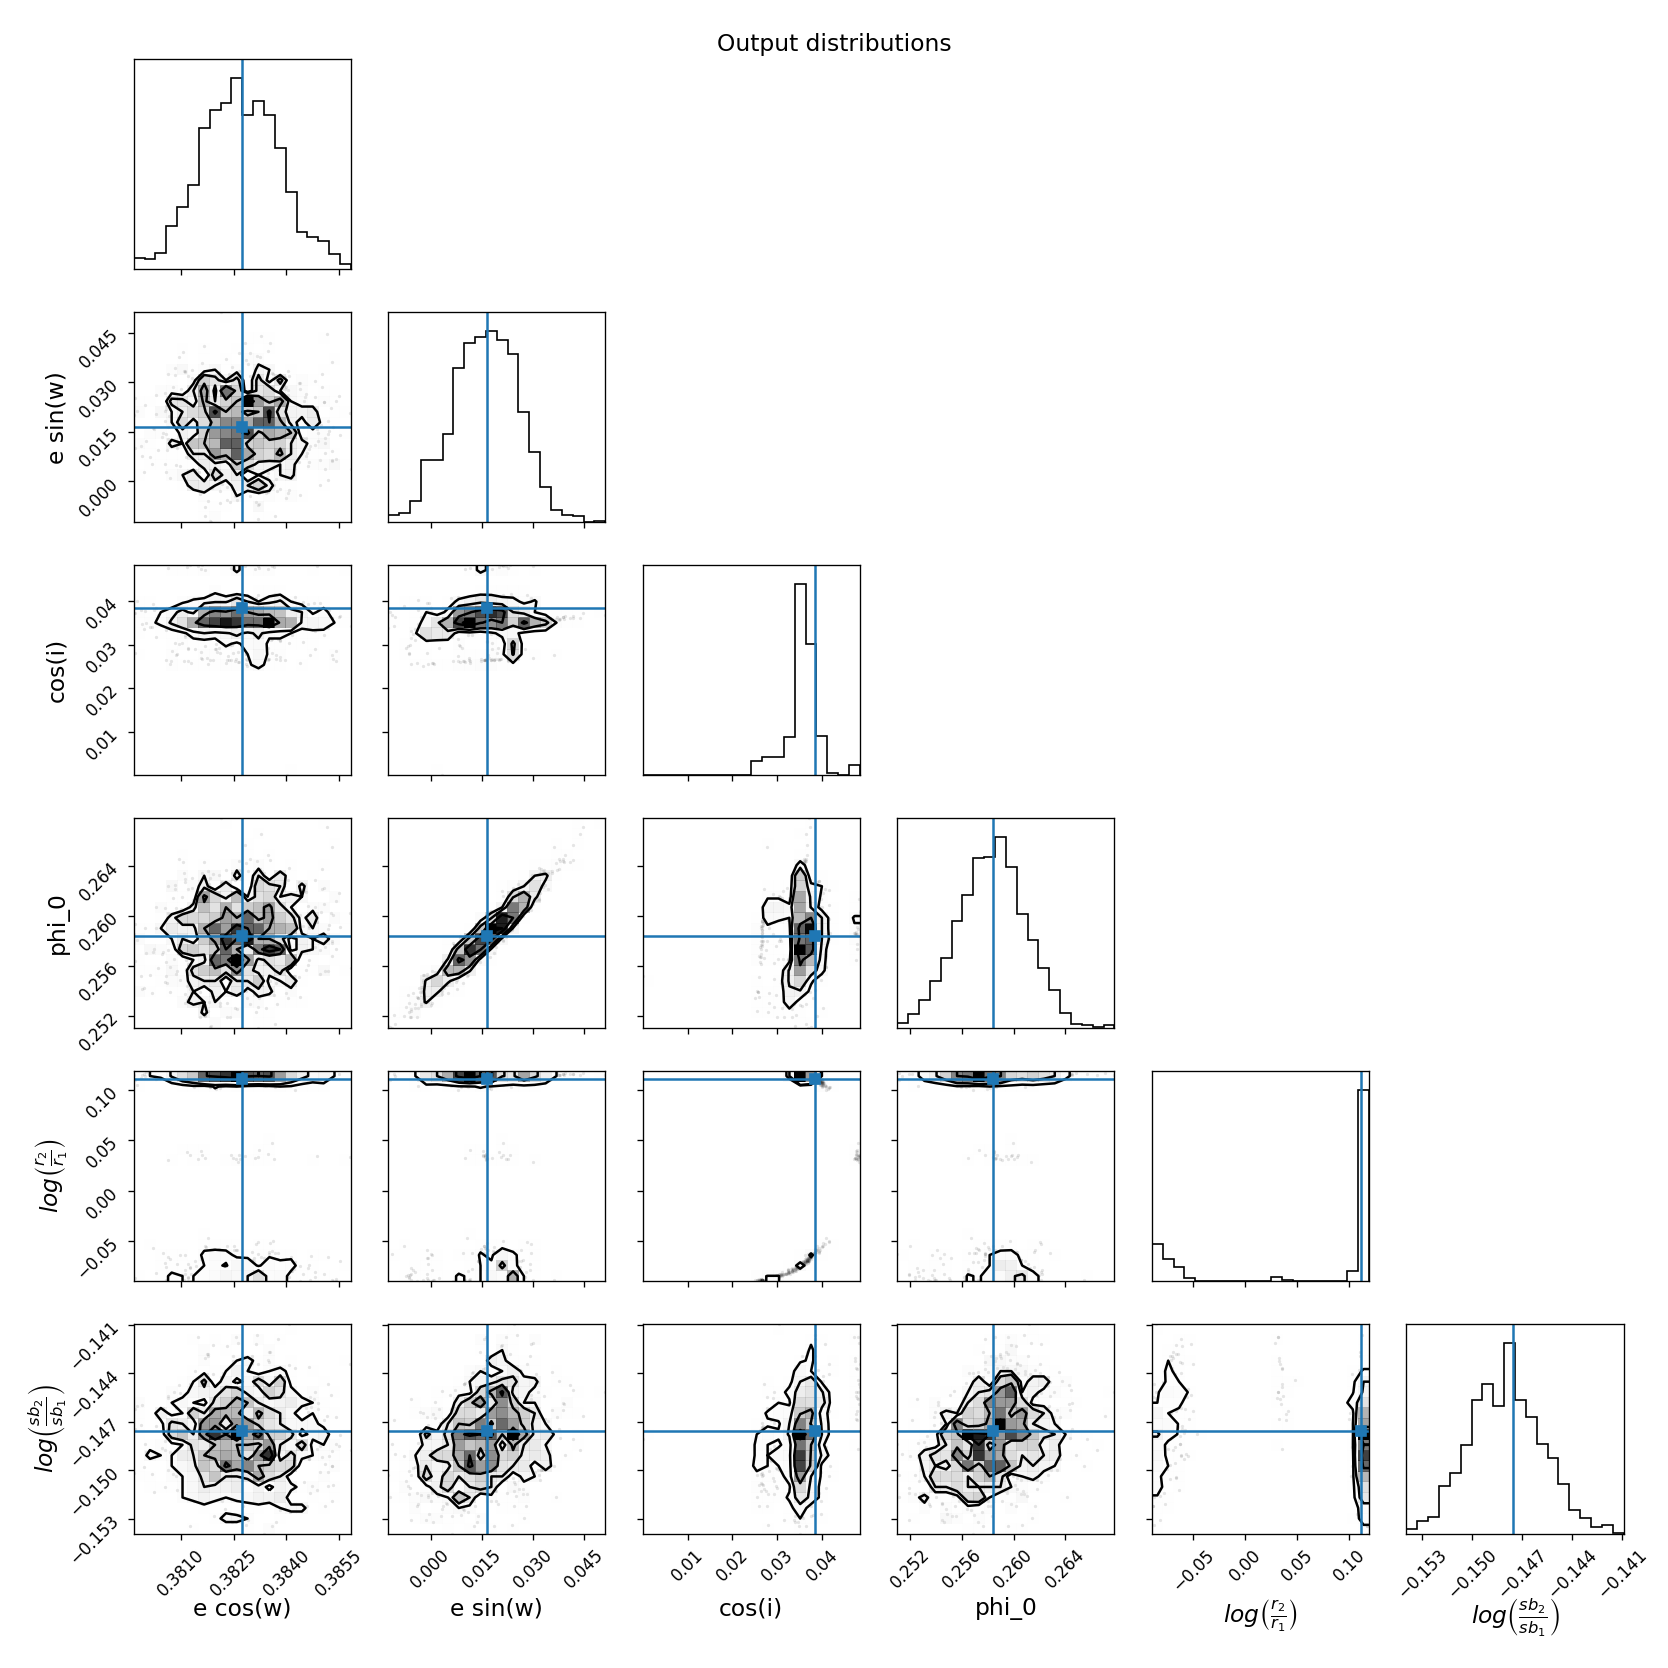 Output distributions
e sin(w)
0.045
0.030
0.015
0.000
cos(i)
0.04
0.03
0.02
0.01
phi_0
0.264
0.260
0.256
0.252
log(r₂/r₁)
0.10
0.05
0.00
−0.05
log(sb₂/sb₁)
−0.141
−0.144
−0.147
−0.150
−0.153
0.3810 0.3825 0.3840 0.3855
0.000 0.015 0.030 0.045
0.01 0.02 0.03 0.04
0.252 0.256 0.260 0.264
−0.05 0.00 0.05 0.10
−0.153 −0.150 −0.147 −0.144 −0.141
e cos(w)
e sin(w)
cos(i)
phi_0
log(r₂/r₁)
log(sb₂/sb₁)